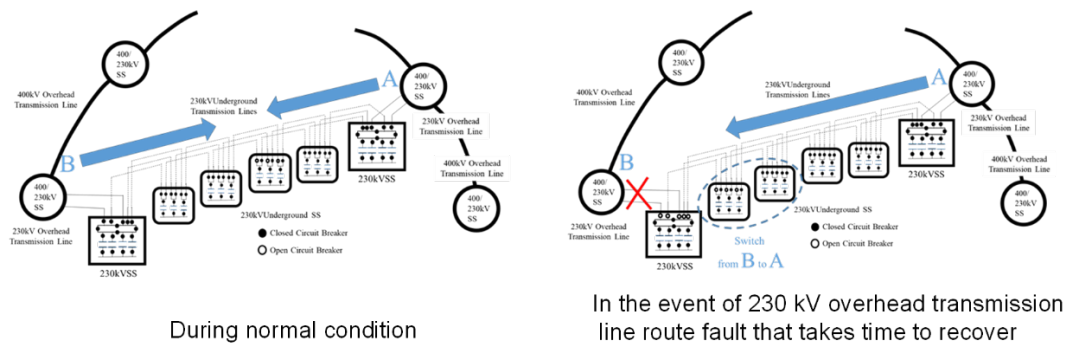 400/
230kV
SS
400kV Overhead
Transmission Line
230kVUnderground
Transmission Lines
A
400/
230kV
SS
230kV Overhead
Transmission Line
B
400/
230kV
SS
230kVSS
400kV Overhead
Transmission Line
400/
230kV
SS
230kVUnderground SS
230kV Overhead
Transmission Line
Closed Circuit Breaker
Open Circuit Breaker
230kVSS
During normal condition
400/
230kV
SS
400kV Overhead
Transmission Line
230kVUnderground
Transmission Lines
A
400/
230kV
SS
230kV Overhead
Transmission Line
B
400/
230kV
SS
230kVSS
400kV Overhead
Transmission Line
400/
230kV
SS
230kVUnderground SS
230kV Overhead
Transmission Line
Closed Circuit Breaker
Open Circuit Breaker
Switch
from B to A
230kVSS
In the event of 230 kV overhead transmission
line route fault that takes time to recover